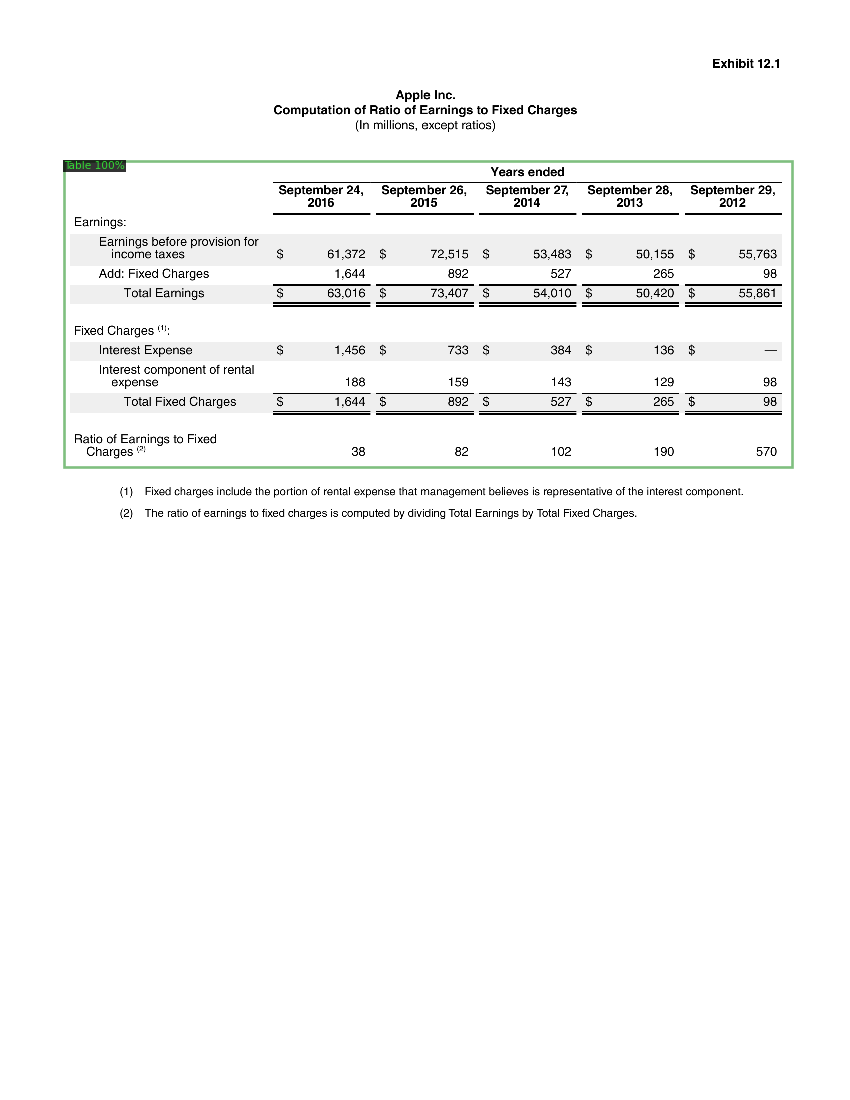 Exhibit 12.1
Apple Inc.
Computation of Ratio of Earnings to Fixed Charges
(In millions, except ratios)
Table 100%
Years ended
September 24, 2016 September 26, 2015 September 27, 2014 September 28, 2013 September 29, 2012
Earnings:
Earnings before provision for
income taxes $ 61,372 $ 72,515 $ 53,483 $ 50,155 $ 55,763
Add: Fixed Charges 1,644 892 527 265 98
Total Earnings $ 63,016 $ 73,407 $ 54,010 $ 50,420 $ 55,861
Fixed Charges (1):
Interest Expense $ 1,456 $ 733 $ 384 $ 136 $ —
Interest component of rental
expense 188 159 143 129 98
Total Fixed Charges $ 1,644 $ 892 $ 527 $ 265 $ 98
Ratio of Earnings to Fixed
Charges (2) 38 82 102 190 570
(1) Fixed charges include the portion of rental expense that management believes is representative of the interest component.
(2) The ratio of earnings to fixed charges is computed by dividing Total Earnings by Total Fixed Charges.